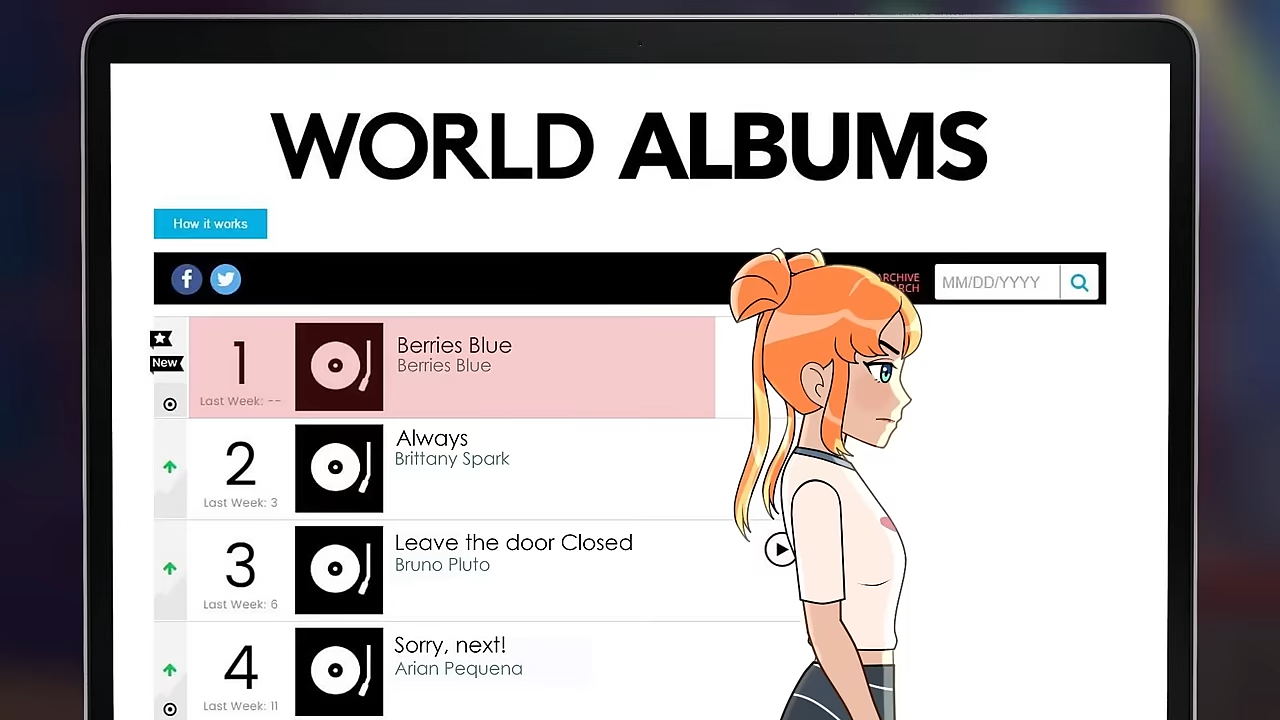 WORLD ALBUMS
How it works
f
ARCHIVE
MM/DD/YYYY
New
1
Berries Blue
Berries Blue
Last Week: --
2
Always
Brittany Spark
Last Week: 3
3
Leave the door Closed
Bruno Pluto
Last Week: 6
4
Sorry, next!
Arian Pequena
Last Week: 11